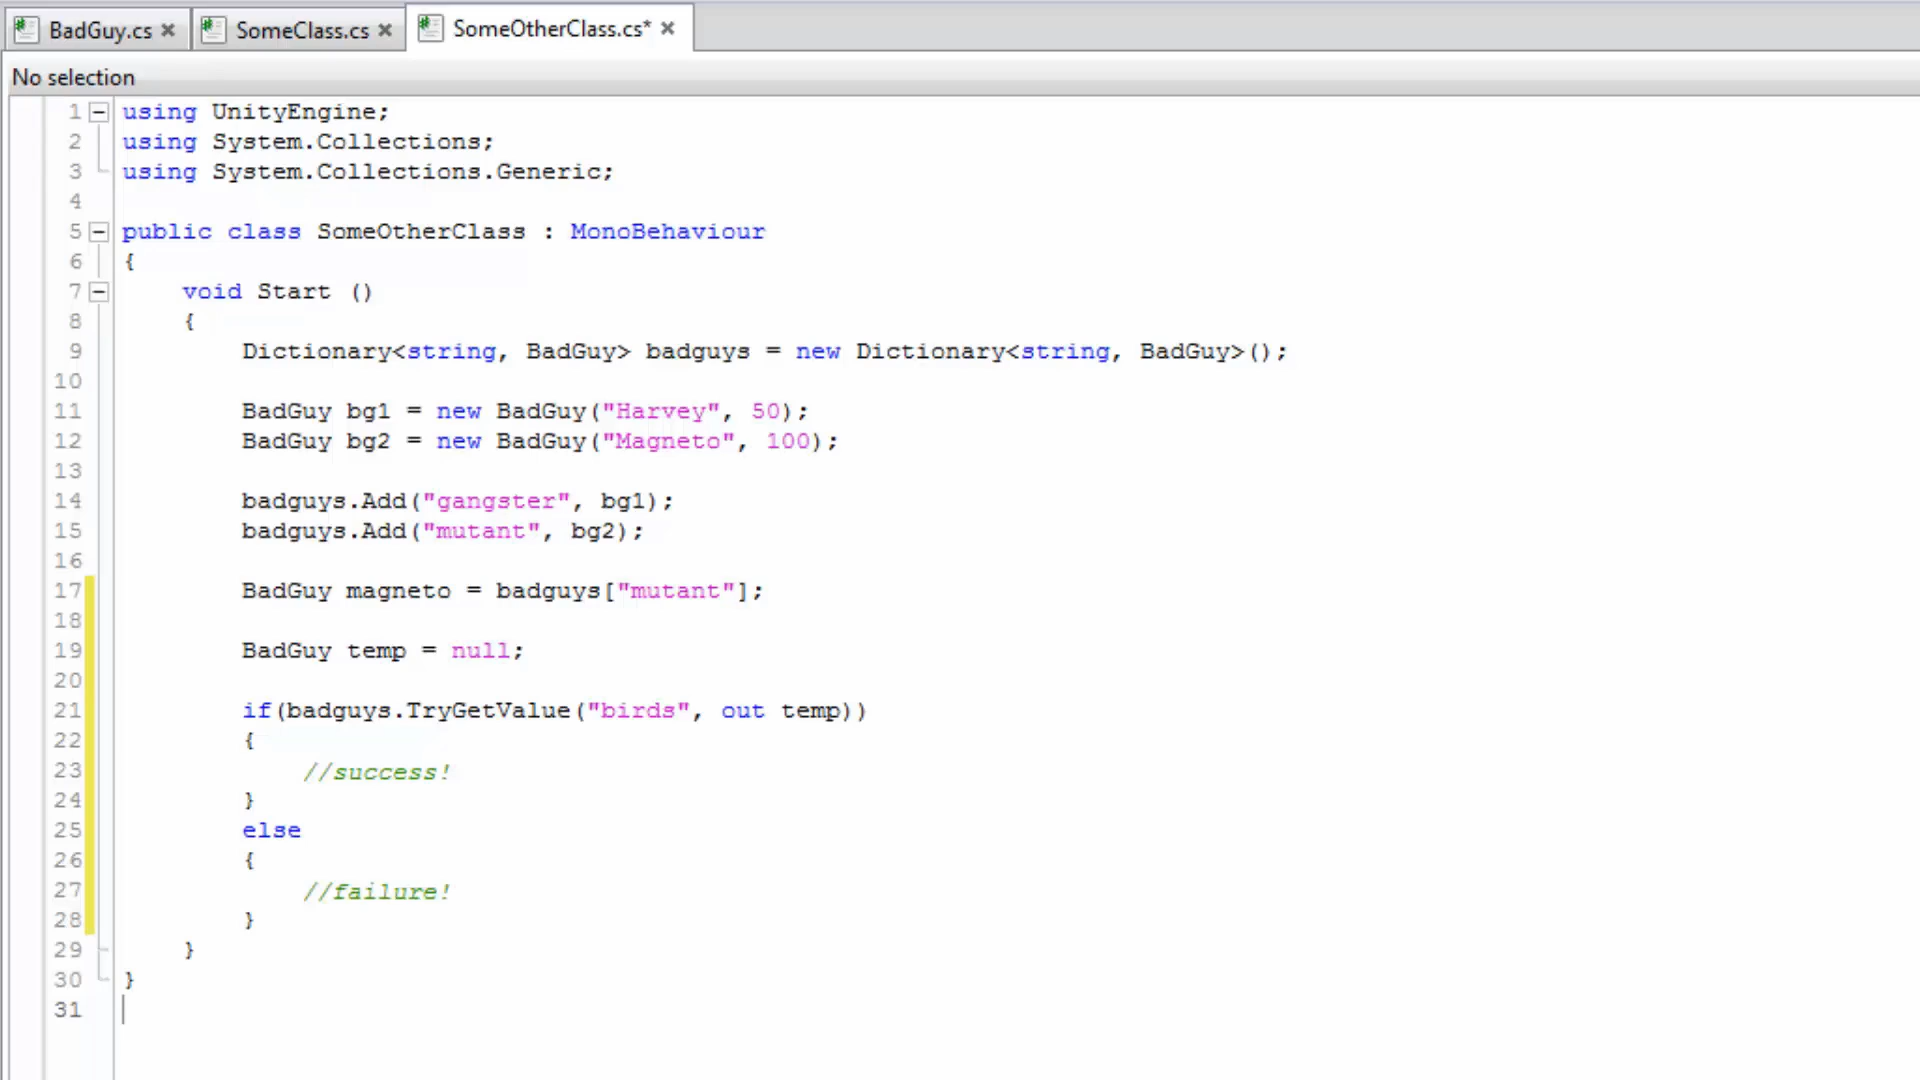 BadGuy.cs
SomeClass.cs
SomeOtherClass.cs*
No selection
1 using UnityEngine;
2 using System.Collections;
3 using System.Collections.Generic;
4
5 public class SomeOtherClass : MonoBehaviour
6 {
7 void Start ()
8 {
9 Dictionary<string, BadGuy> badguys = new Dictionary<string, BadGuy>();
10
11 BadGuy bg1 = new BadGuy("Harvey", 50);
12 BadGuy bg2 = new BadGuy("Magneto", 100);
13
14 badguys.Add("gangster", bg1);
15 badguys.Add("mutant", bg2);
16
17 BadGuy magneto = badguys["mutant"];
18
19 BadGuy temp = null;
20
21 if(badguys.TryGetValue("birds", out temp))
22 {
23 //success!
24 }
25 else
26 {
27 //failure!
28 }
29 }
30 }
31